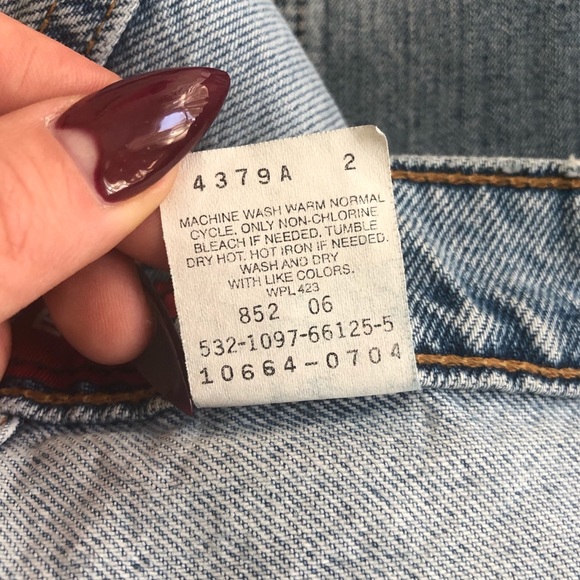 4379A 2
MACHINE WASH WARM NORMAL
CYCLE. ONLY NON-CHLORINE
BLEACH IF NEEDED. TUMBLE
DRY HOT. HOT IRON IF NEEDED.
WASH AND DRY
WITH LIKE COLORS.
WPL 423
852 06
532-1097-66125-5
10664-0704